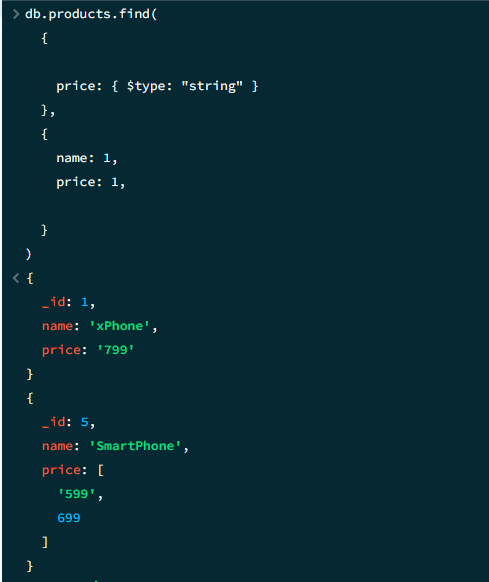 > db.products.find(
{
price: { $type: "string" }
},
{
name: 1,
price: 1,
}
)
< {
_id: 1,
name: 'xPhone',
price: '799'
}
{
_id: 5,
name: 'SmartPhone',
price: [
'599',
699
]
}